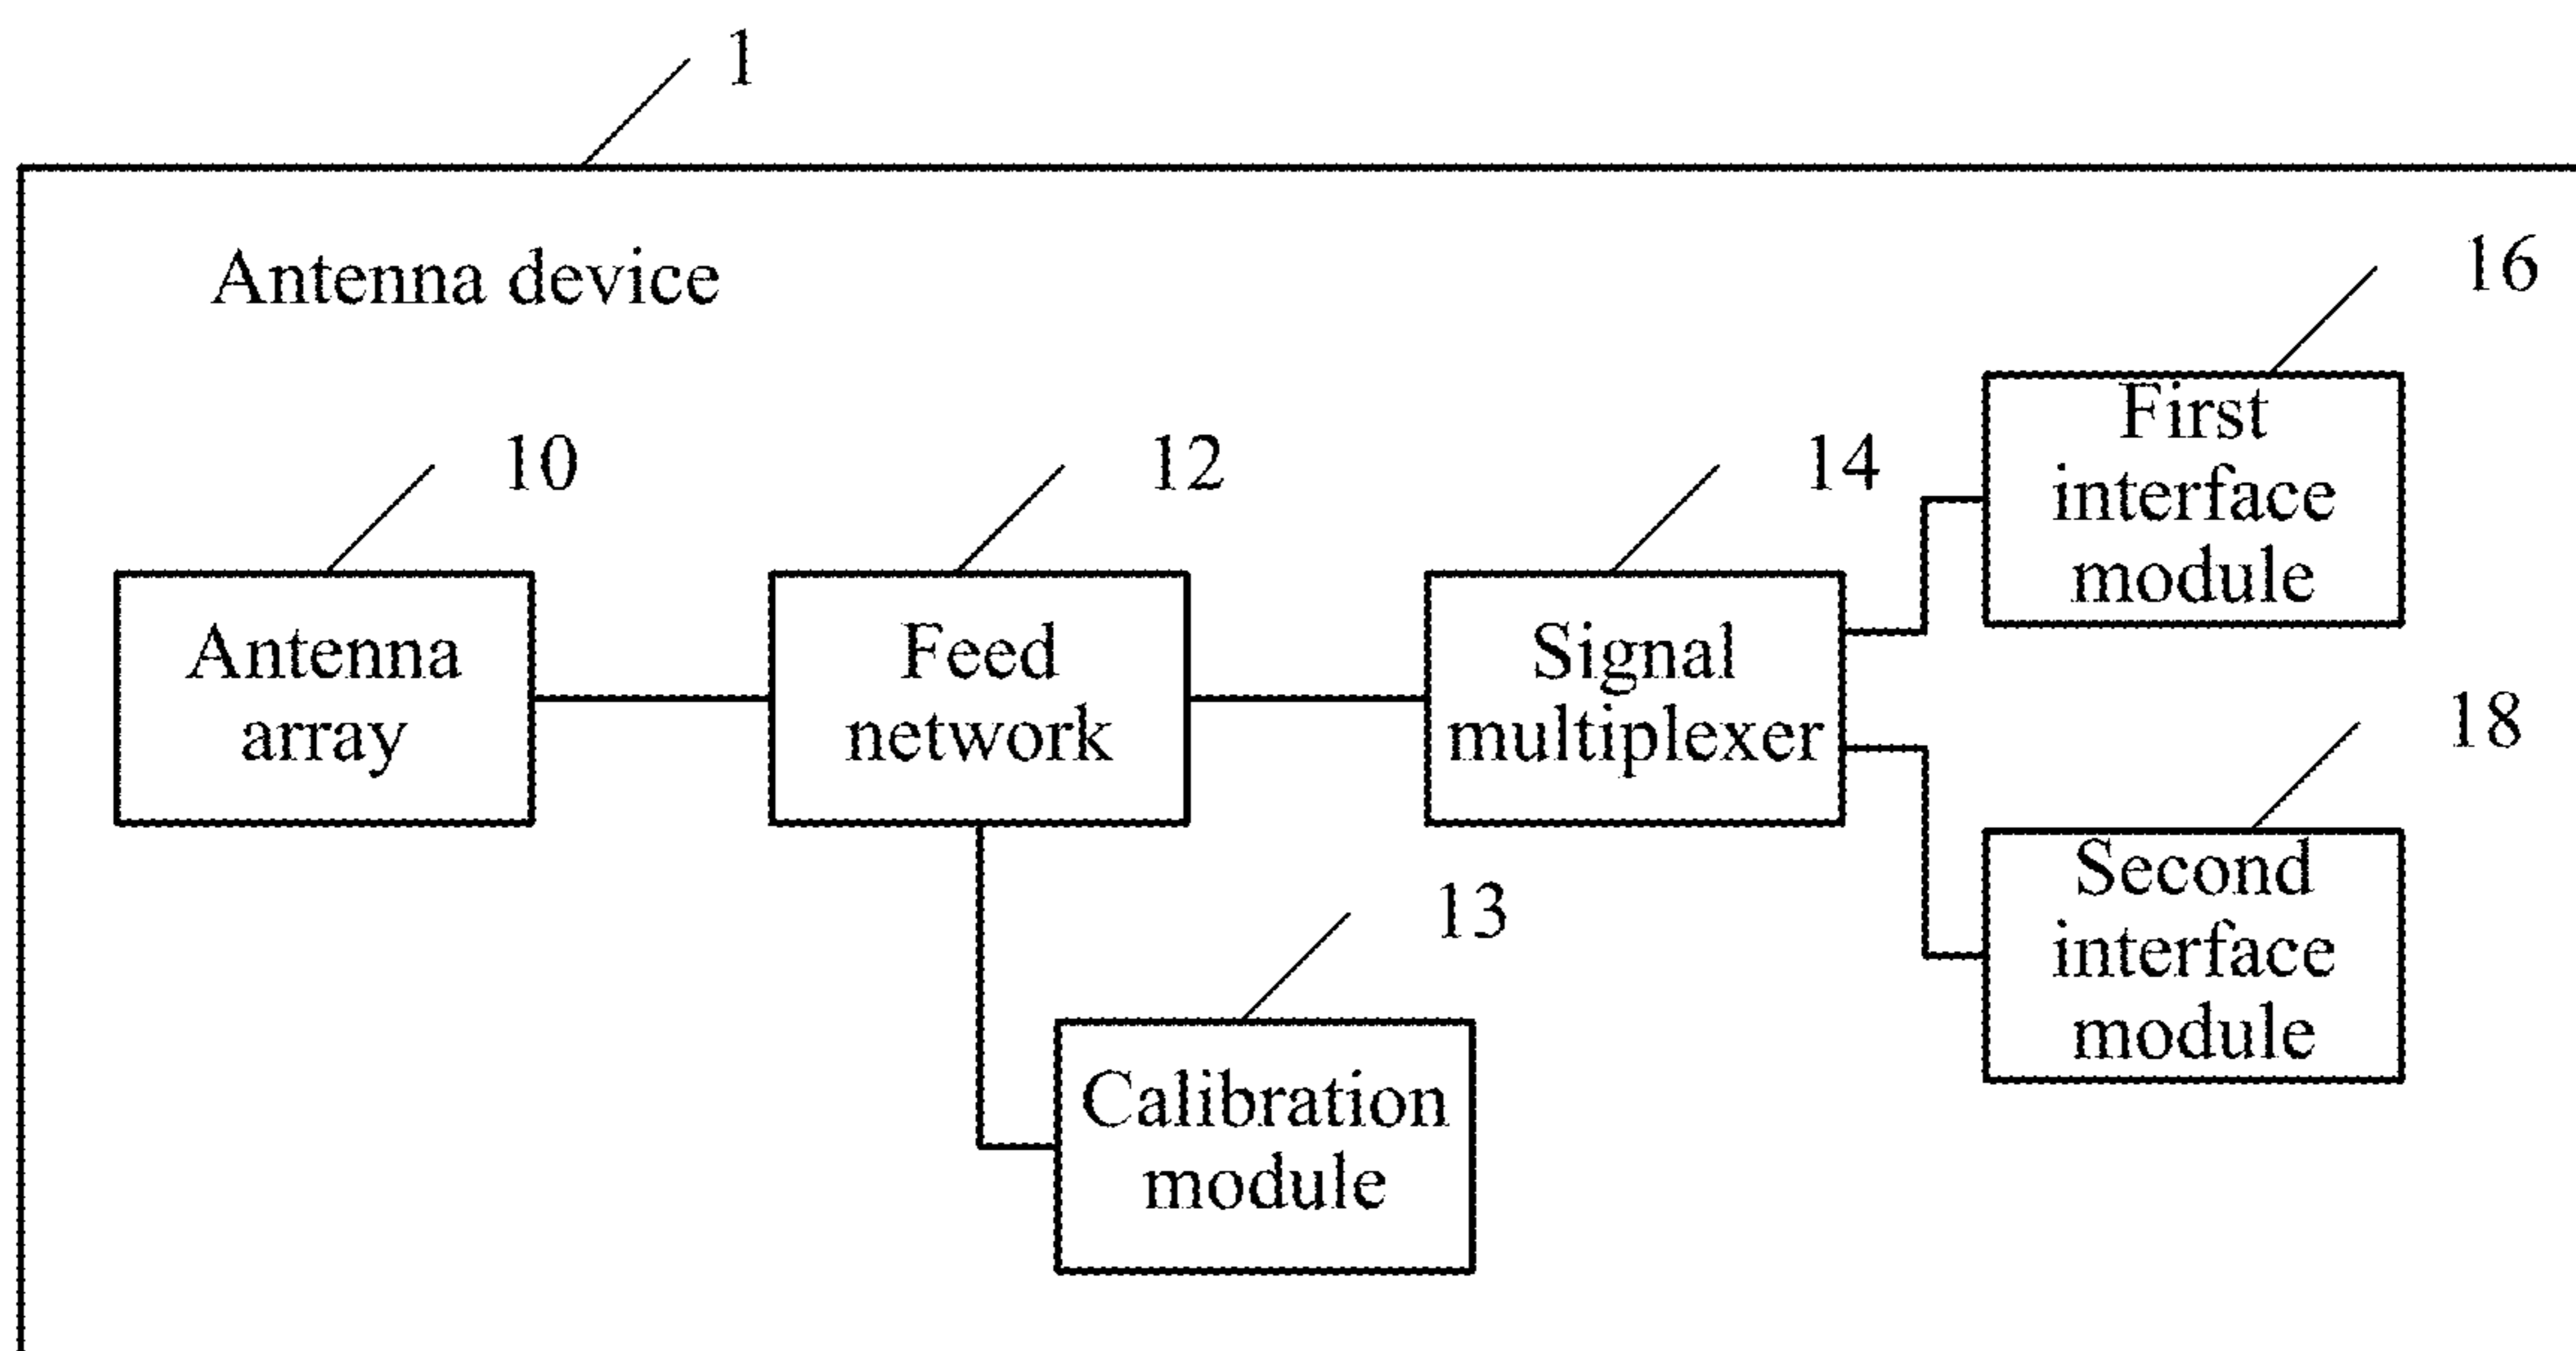 1
Antenna device
16
First
interface
module
10
12
14
Antenna
array
Feed
network
Signal
multiplexer
18
Second
interface
module
13
Calibration
module